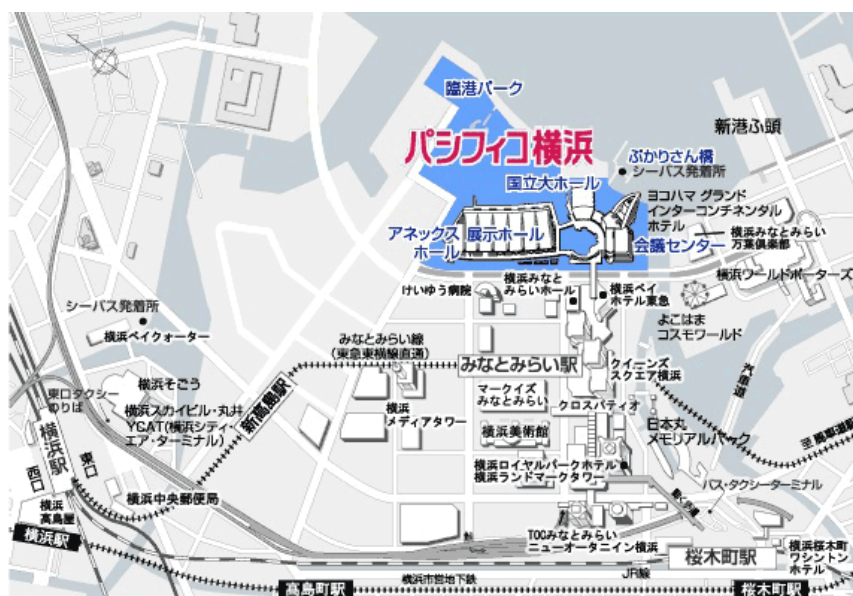 臨港パーク
パシフィコ横浜
新港ふ頭
ぷかりさん橋
シーバス発着所
国立大ホール
ヨコハマ グランド
インターコンチネンタル
ホテル
アネックス
ホール
展示ホール
会議センター
横浜みなとみらい
万葉倶楽部
横浜ワールドポーターズ
けいゆう病院
横浜みなと
みらいホール
横浜ベイ
ホテル東急
よこはま
コスモワールド
シーバス発着所
横浜ベイクォーター
みなとみらい線
(東急東横線直通)
みなとみらい駅
クイーンズ
スクエア横浜
汽車道
東口タクシー
のりば
横浜そごう
新高島駅
マークイズ
みなとみらい
クロスパティオ
横浜スカイビル・丸井
YCAT(横浜シティ・
エア・ターミナル)
横浜
メディアタワー
日本丸
メモリアルパーク
至馬車道駅
横浜美術館
横浜駅
西口
東口
横浜ロイヤルパークホテル
横浜ランドマークタワー
バス・タクシーターミナル
動く歩道
横浜中央郵便局
横浜
高島屋
横浜駅
TOCみなとみらい
ニューオータニイン横浜
桜木町駅
横浜桜木町
ワシントン
ホテル
高島町駅
横浜市営地下鉄
JR線
桜木町駅